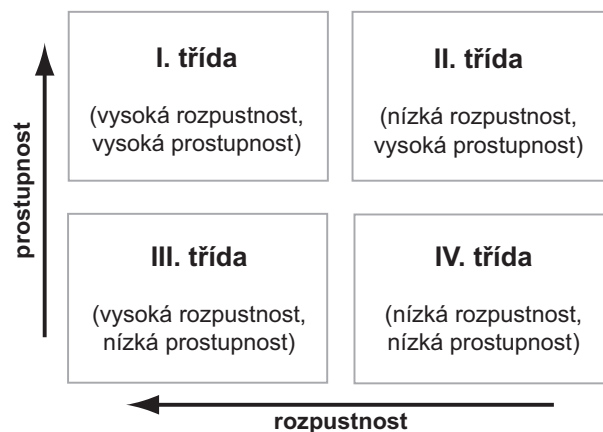 I. třída
(vysoká rozpustnost,
vysoká prostupnost)
II. třída
(nízká rozpustnost,
vysoká prostupnost)
prostupnost
III. třída
(vysoká rozpustnost,
nízká prostupnost)
IV. třída
(nízká rozpustnost,
nízká prostupnost)
rozpustnost